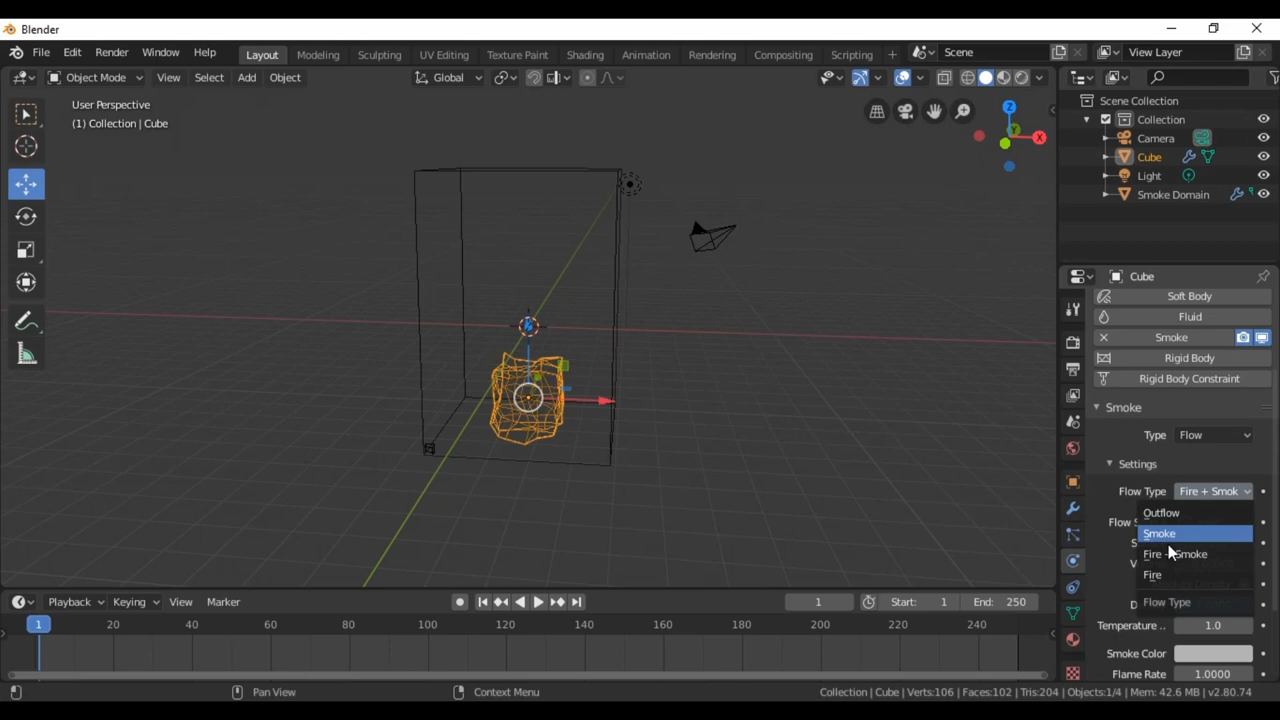 Blender
File Edit Render Window Help Layout Modeling Sculpting UV Editing Texture Paint Shading Animation Rendering Compositing Scripting + Scene View Layer
Object Mode View Select Add Object Global
User Perspective
(1) Collection | Cube
Z
Y
X
Scene Collection
Collection
Camera
Cube
Light
Smoke Domain
Cube
Soft Body
Fluid
Smoke
Rigid Body
Rigid Body Constraint
Smoke
Type Flow
Settings
Flow Type Fire + Smok
Outflow
Smoke
Fire + Smoke
Fire
Flow Type
Temperature .. 1.0
Smoke Color
Flame Rate 1.0000
Playback Keying View Marker 1 Start: 1 End: 250
1 20 40 60 80 100 120 140 160 180 200 220 240
Pan View Context Menu Collection | Cube | Verts:106 | Faces:102 | Tris:204 | Objects:1/4 | Mem: 42.6 MB | v2.80.74